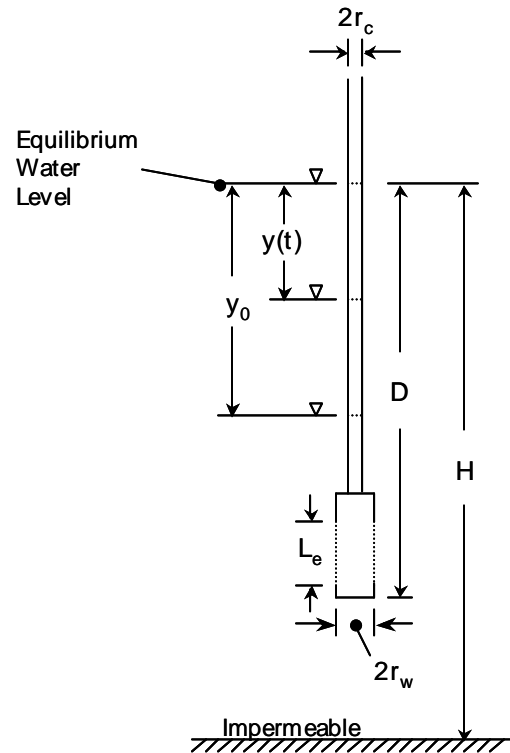 2r_c
Equilibrium
Water
Level
y(t)
y_0
D
H
L_e
2r_w
Impermeable